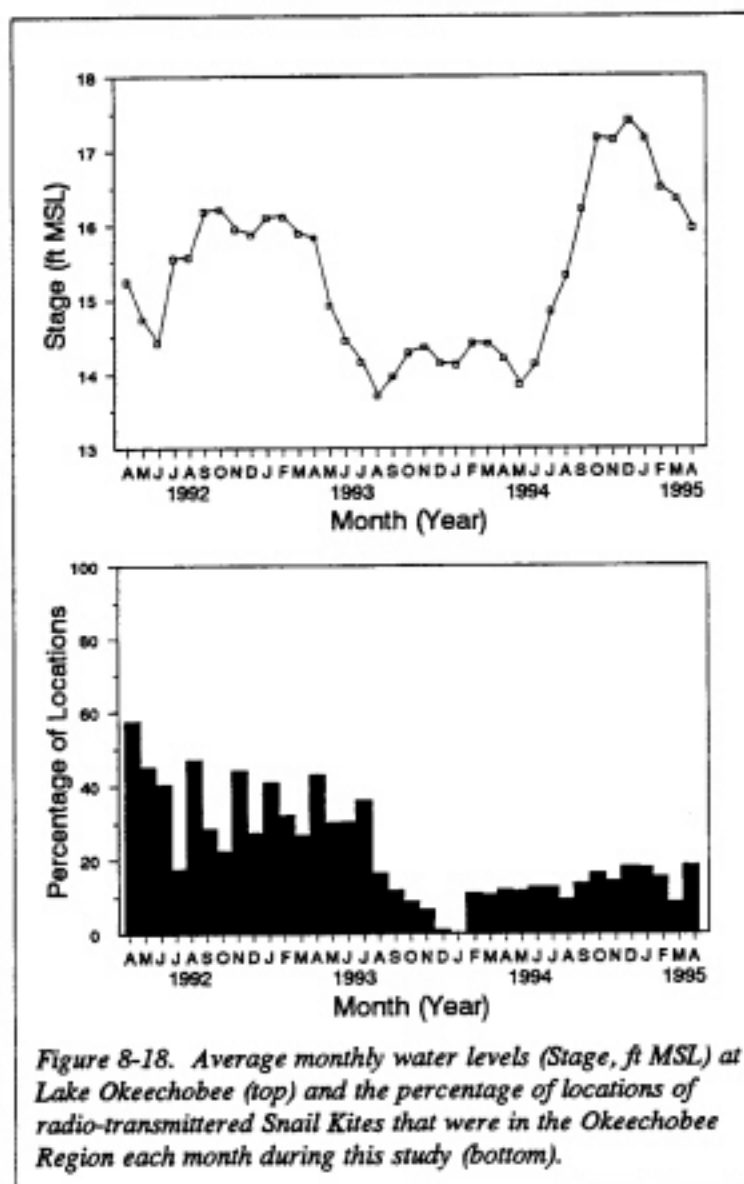 18
17
16
15
14
13
Stage (ft MSL)
A M J J A S O N D J F M A M J J A S O N D J F M A M J J A S O N D J F M A
1992 1993 1994 1995
Month (Year)
100
80
60
40
20
0
Percentage of Locations
A M J J A S O N D J F M A M J J A S O N D J F M A M J J A S O N D J F M A
1992 1993 1994 1995
Month (Year)
Figure 8-18. Average monthly water levels (Stage, ft MSL) at
Lake Okeechobee (top) and the percentage of locations of
radio-transmittered Snail Kites that were in the Okeechobee
Region each month during this study (bottom).